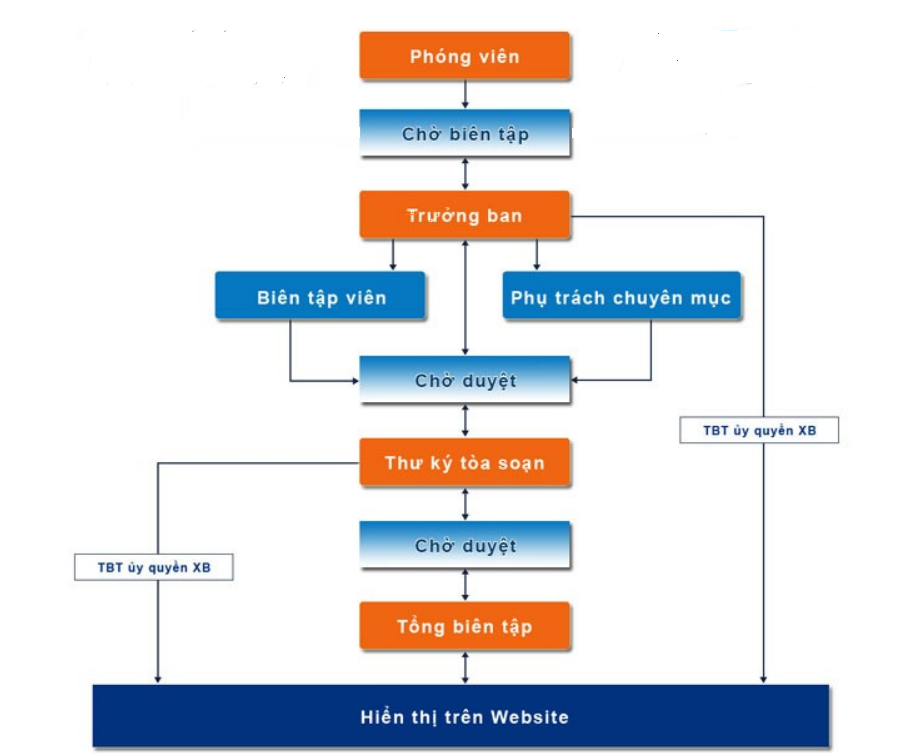 Phóng viên
Chờ biên tập
Trưởng ban
Biên tập viên
Phụ trách chuyên mục
Chờ duyệt
TBT ủy quyền XB
Thư ký tòa soạn
Chờ duyệt
TBT ủy quyền XB
Tổng biên tập
Hiển thị trên Website